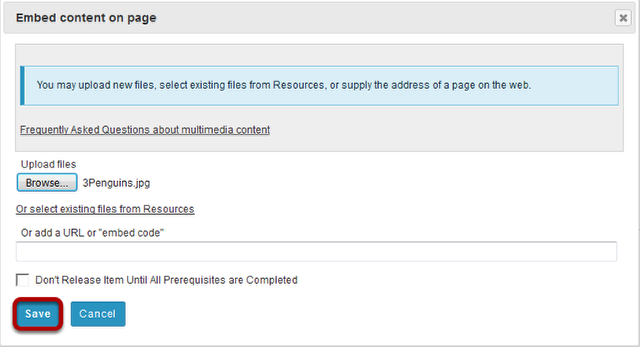 Embed content on page
You may upload new files, select existing files from Resources, or supply the address of a page on the web.
Frequently Asked Questions about multimedia content
Upload files
Browse... 3Penguins.jpg
Or select existing files from Resources
Or add a URL or "embed code"
Don't Release Item Until All Prerequisites are Completed
Save Cancel